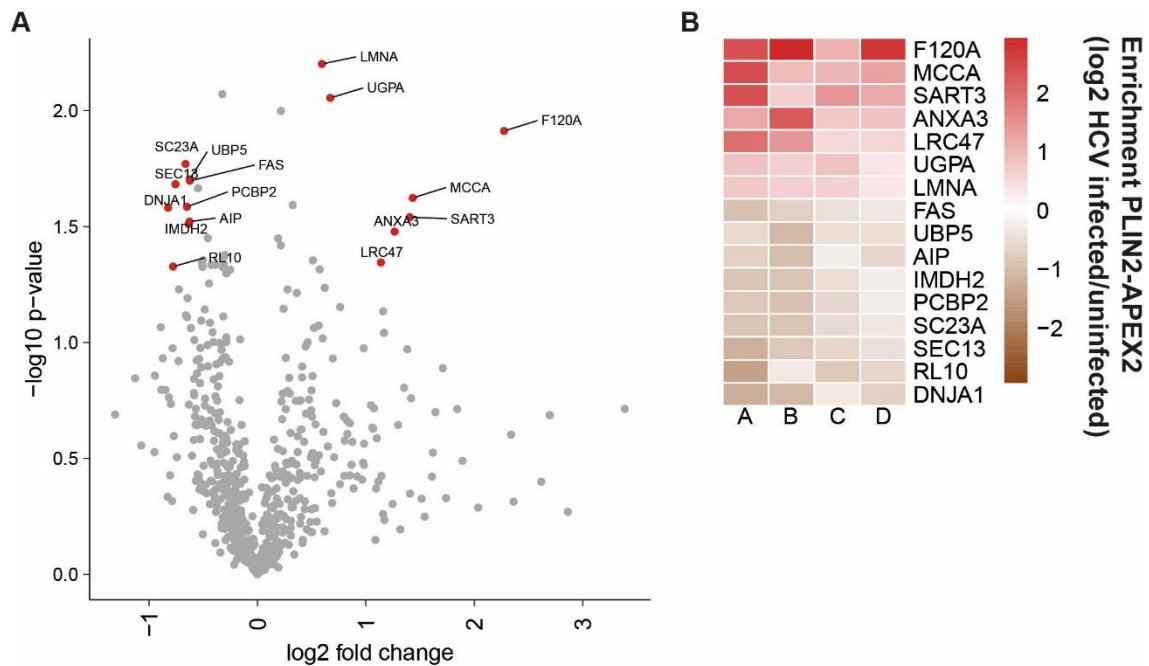 A
−log10 p-value
2.0
1.5
1.0
0.5
0.0
LMNA
UGPA
F120A
SC23A
UBP5
SEC13
FAS
DNJA1
PCBP2
MCCA
AIP
ANXA3
SART3
IMDH2
LRC47
RL10
−1
0
1
2
3
log2 fold change
B
F120A
MCCA
SART3
ANXA3
LRC47
UGPA
LMNA
FAS
UBP5
AIP
IMDH2
PCBP2
SC23A
SEC13
RL10
DNJA1
A B C D
2
1
0
−1
−2
Enrichment PLIN2-APEX2
(log2 HCV infected/uninfected)